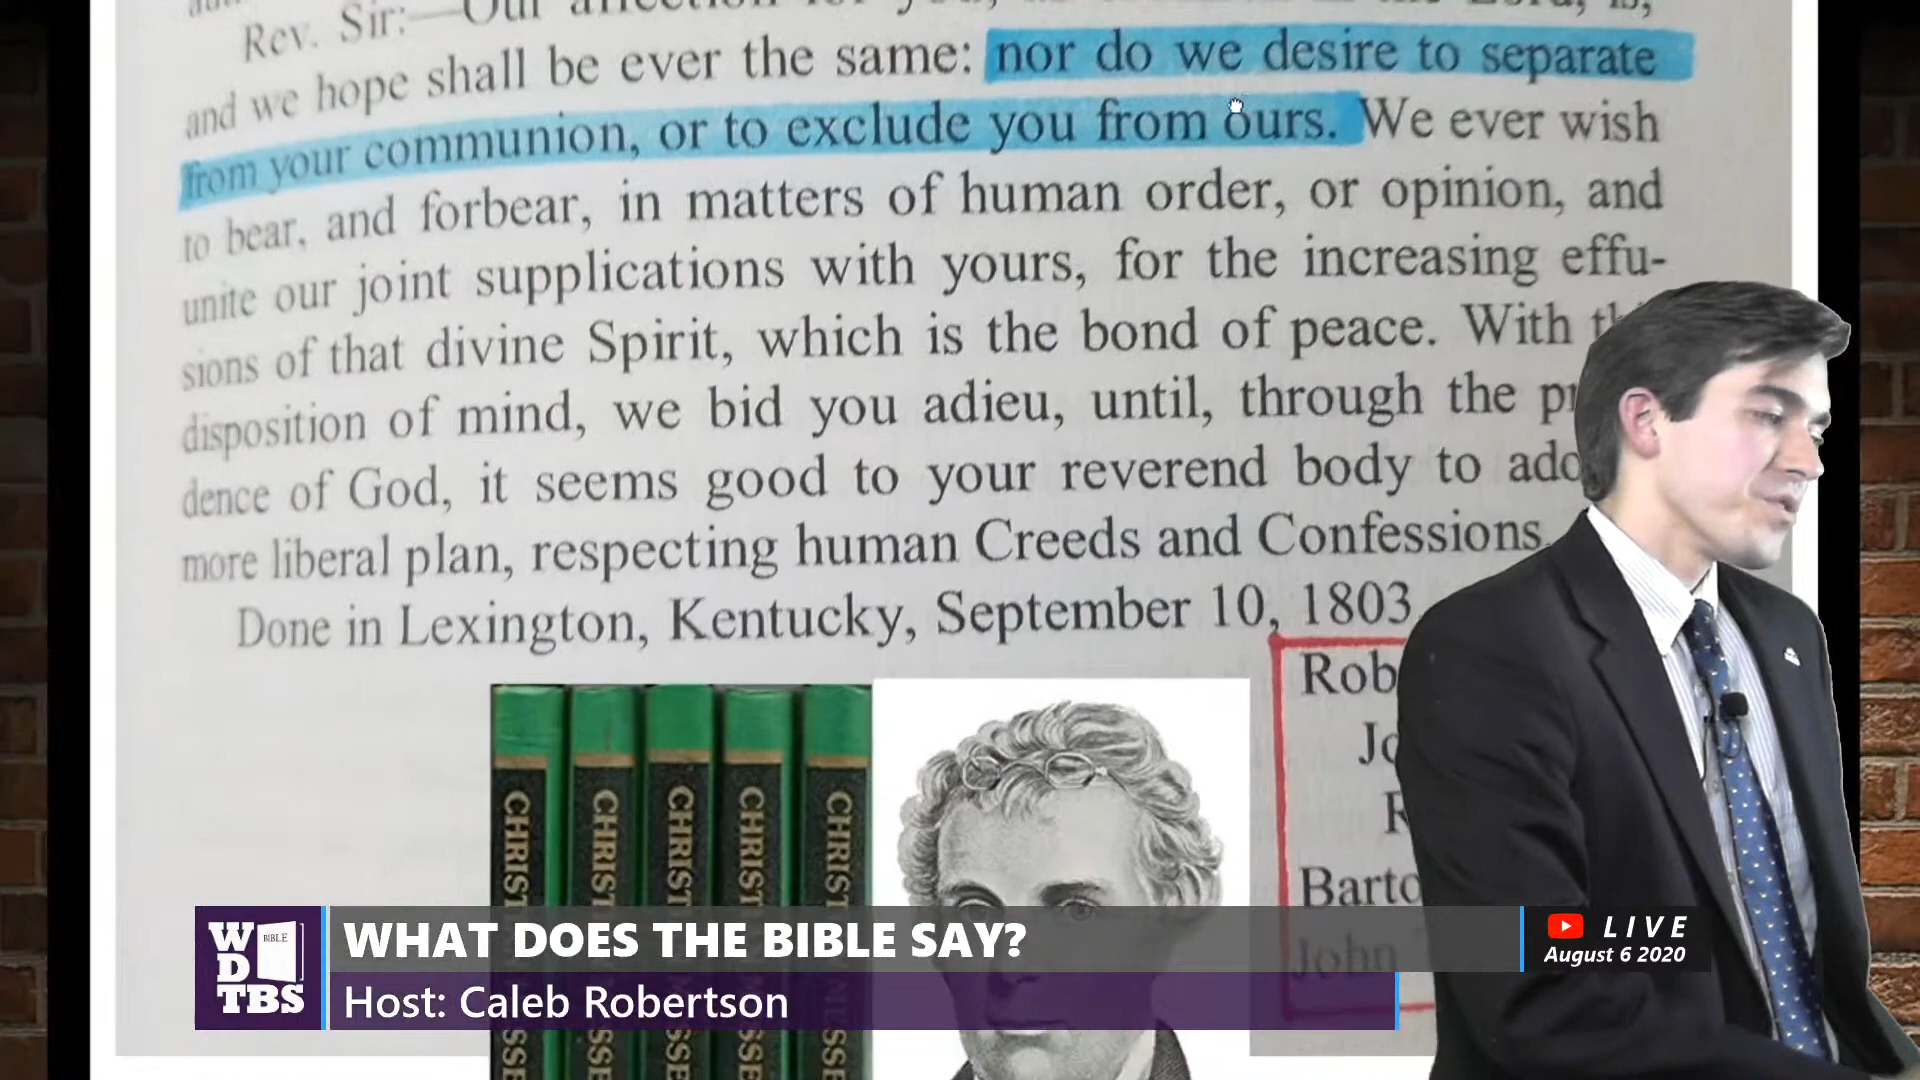 Rev. Sir:—Our
and we hope shall be ever the same: nor do we desire to separate
from your communion, or to exclude you from ours. We ever wish
to bear, and forbear, in matters of human order, or opinion, and
unite our joint supplications with yours, for the increasing effu-
sions of that divine Spirit, which is the bond of peace. With
disposition of mind, we bid you adieu, until, through the
dence of God, it seems good to your reverend body to
more liberal plan, respecting human Creeds and Confessions.
Done in Lexington, Kentucky, September 10, 1803
Rob
Jo
R
Barto
John
CHRIST
CHRIST
CHRIST
CHRIST
CHRIST
W
D
TBS
BIBLE
WHAT DOES THE BIBLE SAY?
Host: Caleb Robertson
LIVE
August 6 2020